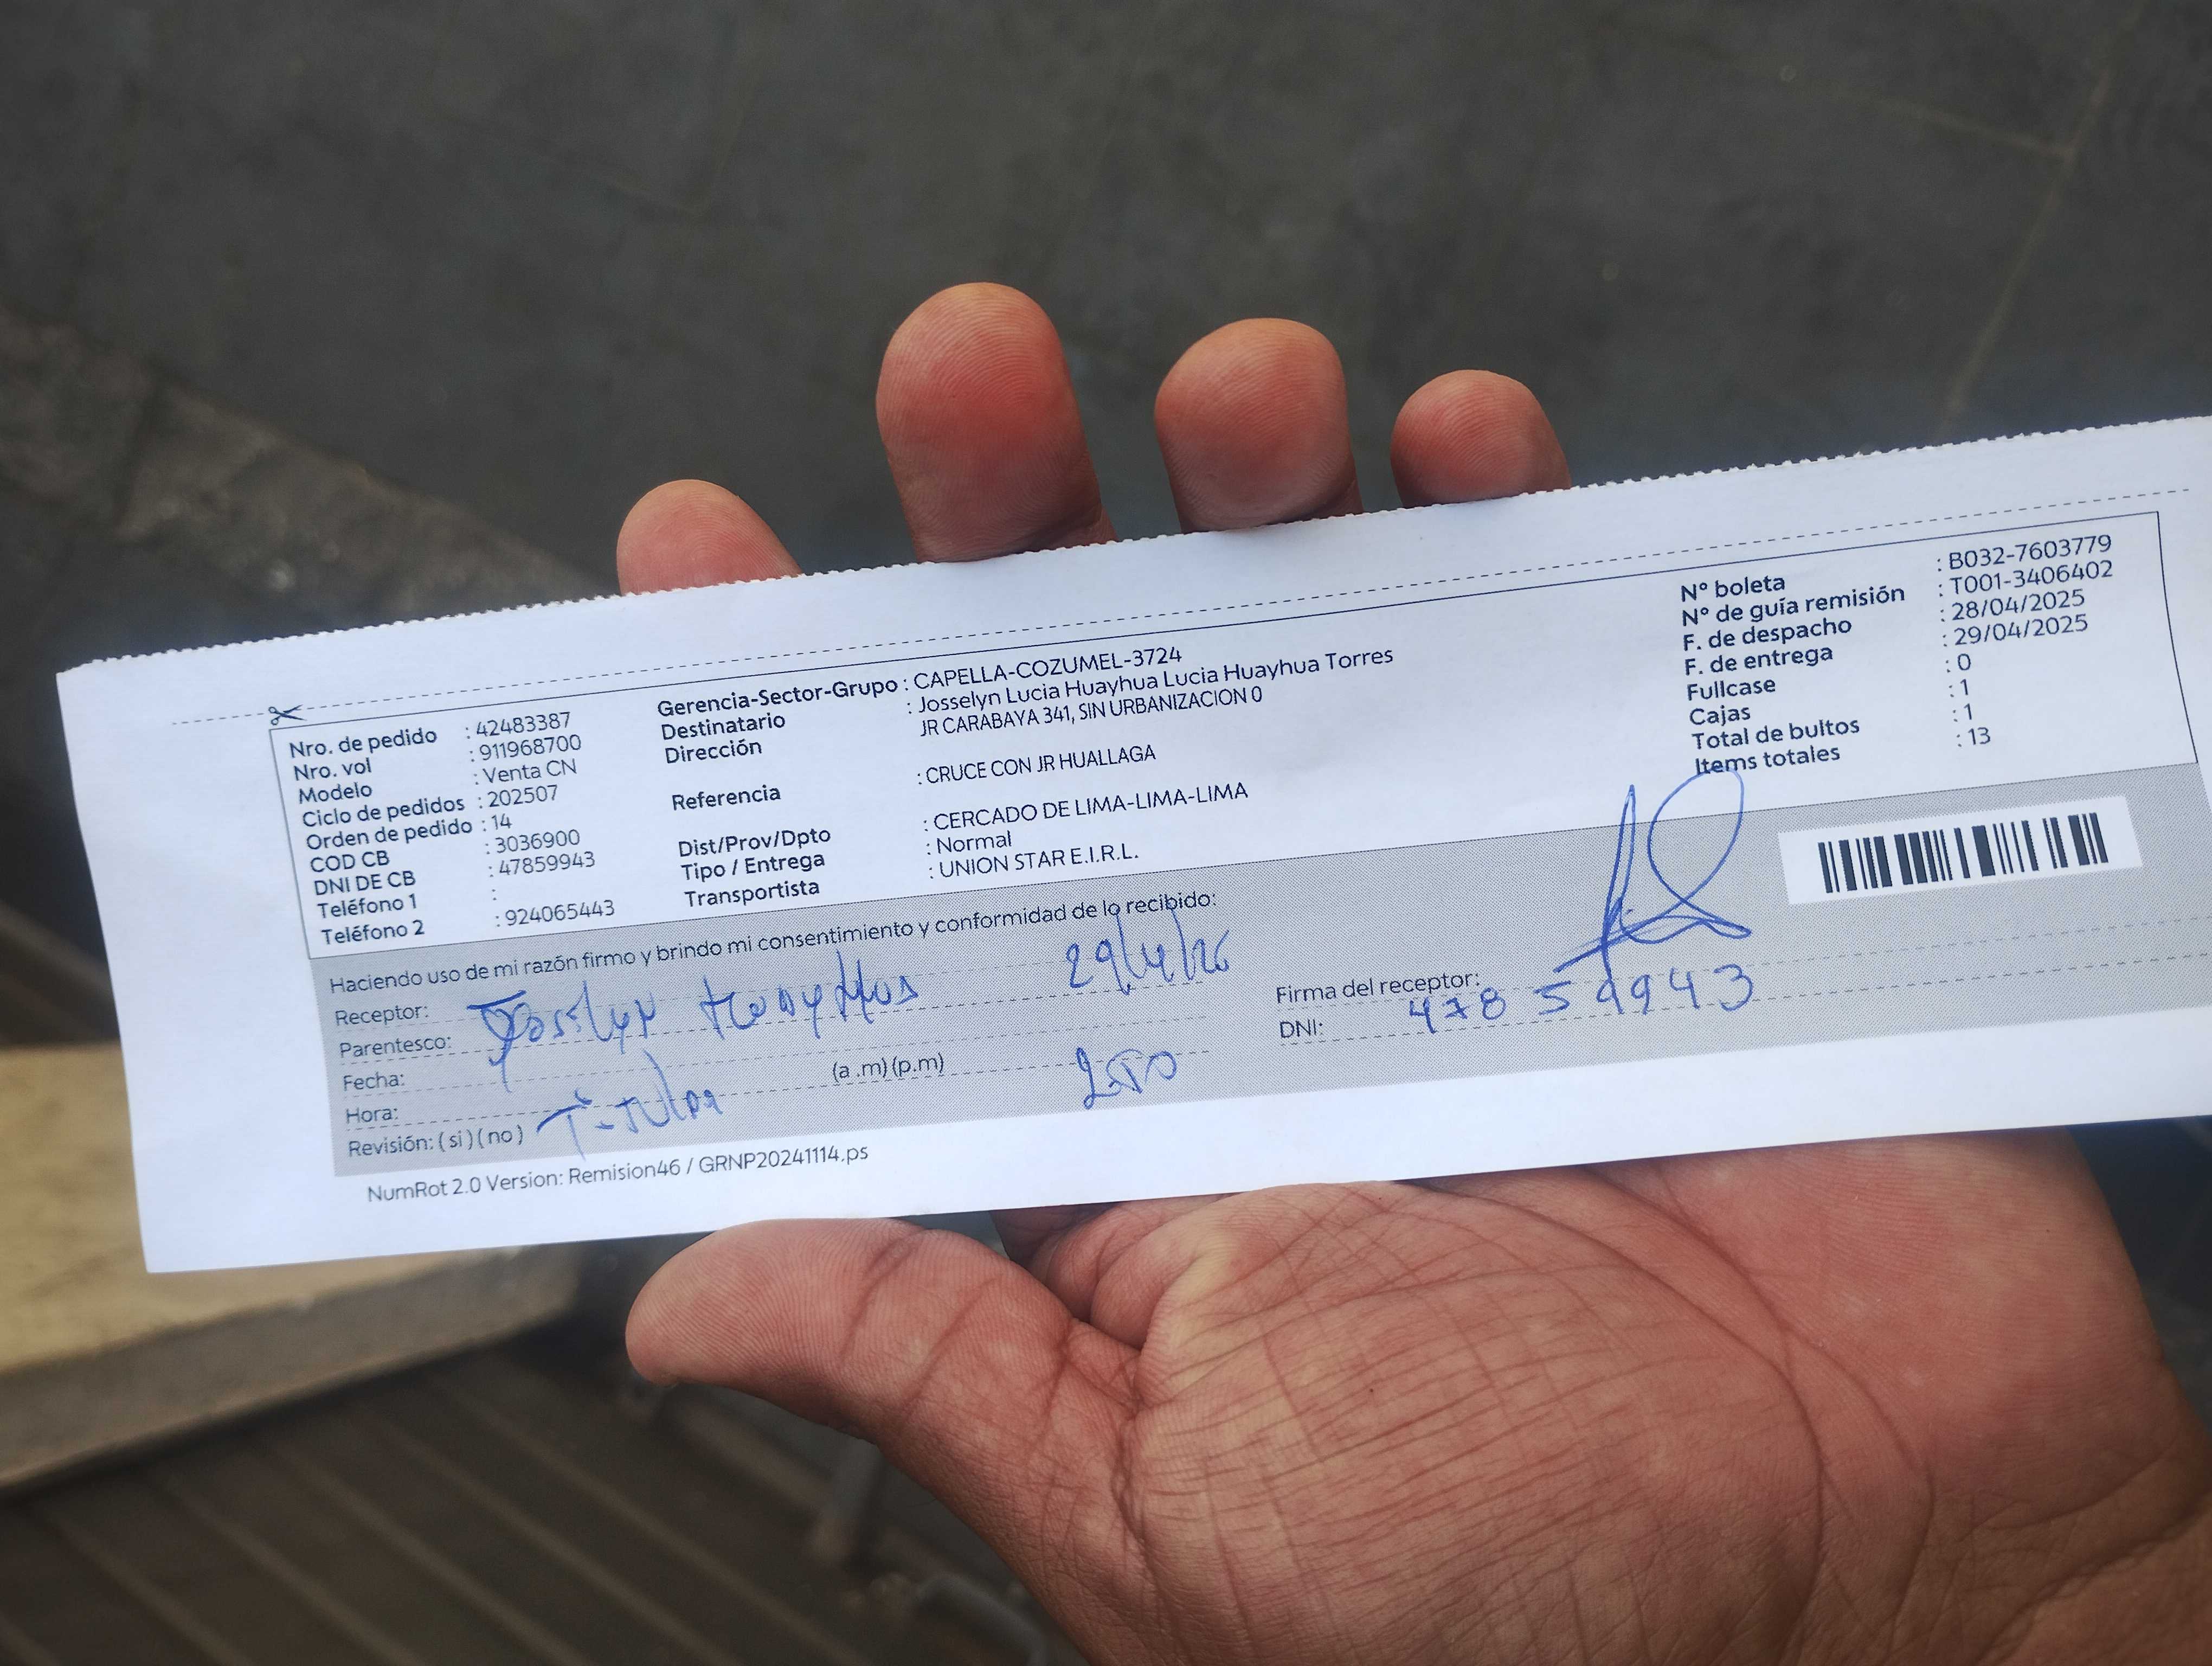 Nro. de pedido : 42483387
Nro. vol : 911968700
Modelo : Venta CN
Ciclo de pedidos : 202507
Orden de pedido : 14
COD CB : 3036900
DNI DE CB : 47859943
Teléfono 1 :
Teléfono 2 : 924065443
Gerencia-Sector-Grupo : CAPELLA-COZUMEL-3724
Destinatario : Josselyn Lucia Huayhua Lucia Huayhua Torres
Dirección JR CARABAYA 341, SIN URBANIZACION 0
Referencia : CRUCE CON JR HUALLAGA
Dist/Prov/Dpto : CERCADO DE LIMA-LIMA-LIMA
Tipo / Entrega : Normal
Transportista : UNION STAR E.I.R.L.
Nº boleta : B032-7603779
Nº de guía remisión : T001-3406402
F. de despacho : 28/04/2025
F. de entrega : 29/04/2025
Fullcase : 0
Cajas : 1
Total de bultos : 1
Items totales : 13
Haciendo uso de mi razón firmo y brindo mi consentimiento y conformidad de lo recibido:
Receptor: Josslyn
Parentesco:
Fecha:
Hora: (a .m) (p.m)
Revisión: ( si ) ( no )
Firma del receptor:
DNI: 47859943
NumRot 2.0 Version: Remision46 / GRNP20241114.ps